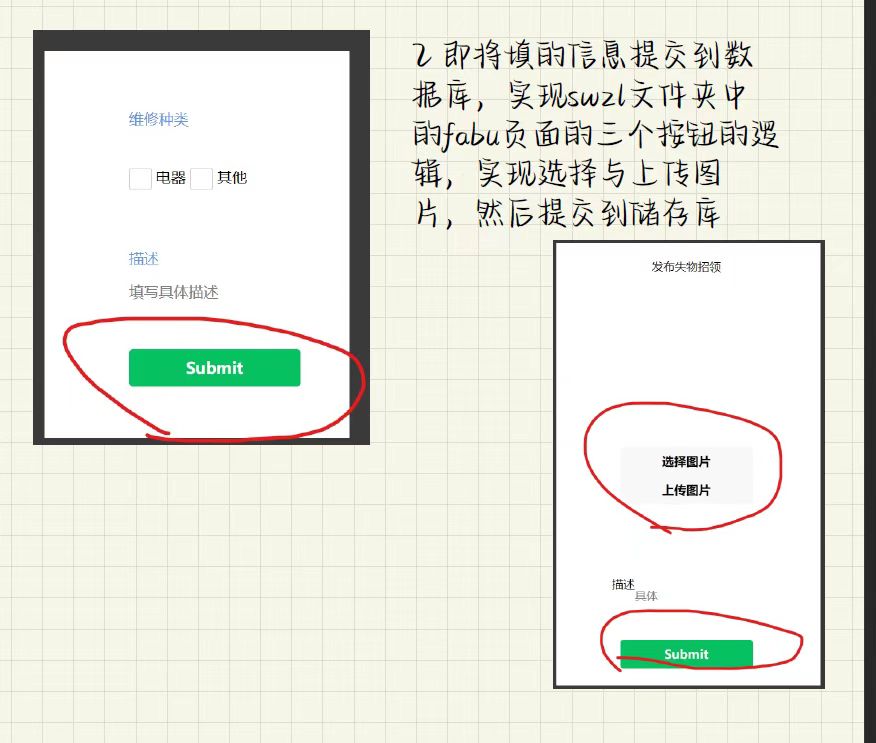 维修种类
电器 其他
描述
填写具体描述
Submit
2 即将填的信息提交到数
据库，实现swzl文件夹中
的fabu页面的三个按钮的逻
辑，实现选择与上传图
片，然后提交到储存库
发布失物招领
选择图片
上传图片
描述
具体
Submit